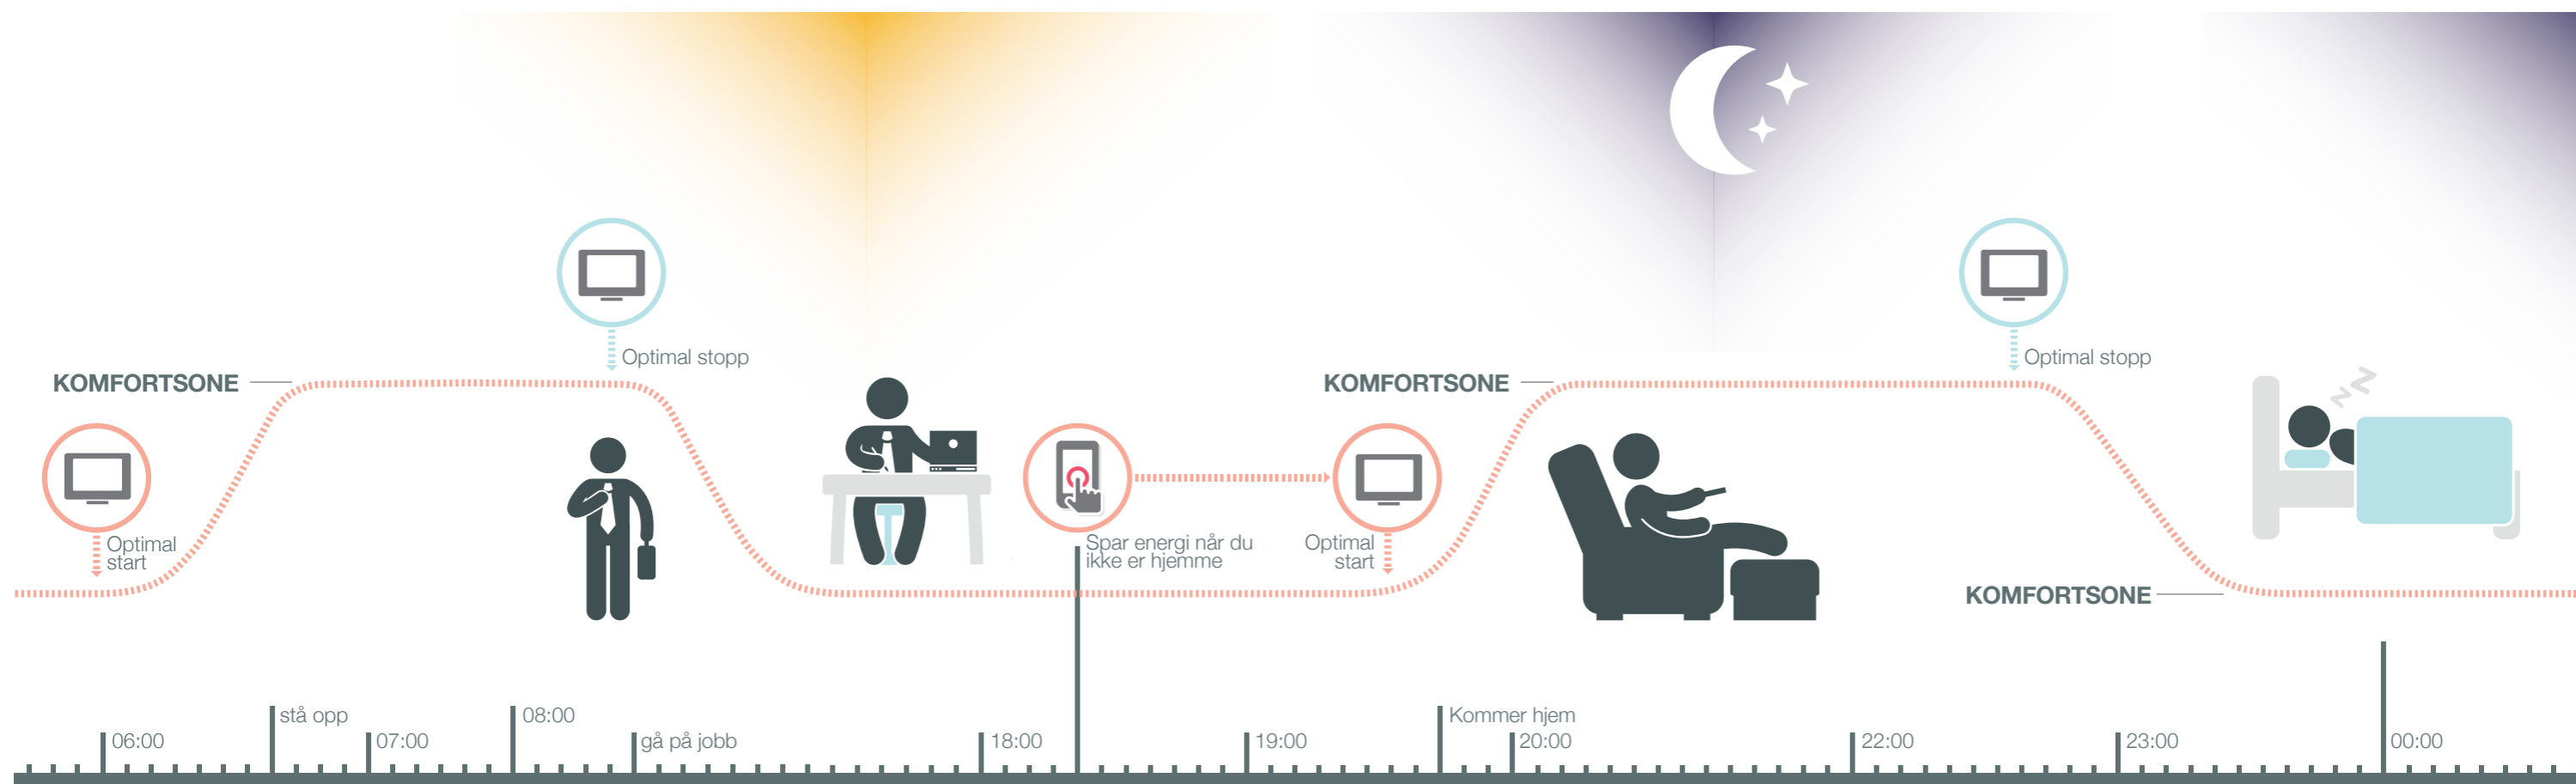 Optimal stopp
Optimal stopp
KOMFORTSONE
KOMFORTSONE
Optimal
start
Spar energi når du
ikke er hjemme
Optimal
start
KOMFORTSONE
stå opp
08:00
Kommer hjem
06:00
07:00
gå på jobb
18:00
19:00
20:00
22:00
23:00
00:00